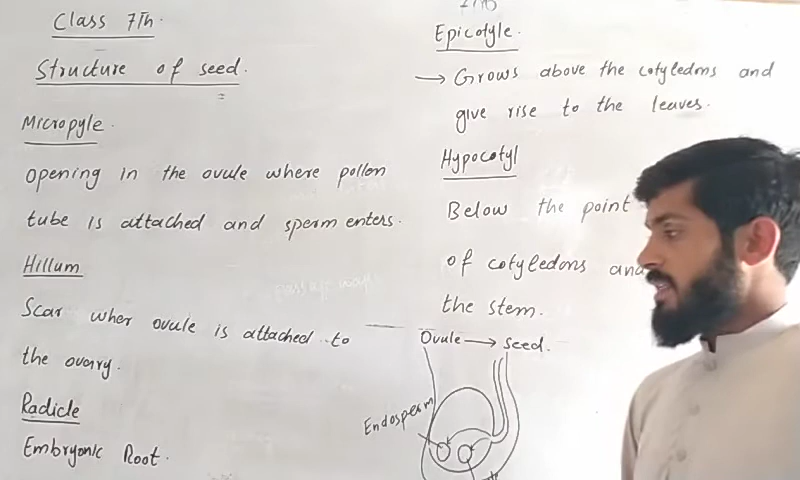 Class 7Th.
Structure of seed.
Micropyle.
opening in the ovule where pollon
tube is attached and sperm enters.
Hillum
Scar wher ovule is attached to
the ovary.
Radicle
Embryonic Root.
Epicotyle.
→ Grows above the cotyledons and
give rise to the leaves.
Hypocotyl
Below the point
of cotyledons and
the stem.
Ovule → Seed.
Endosperm